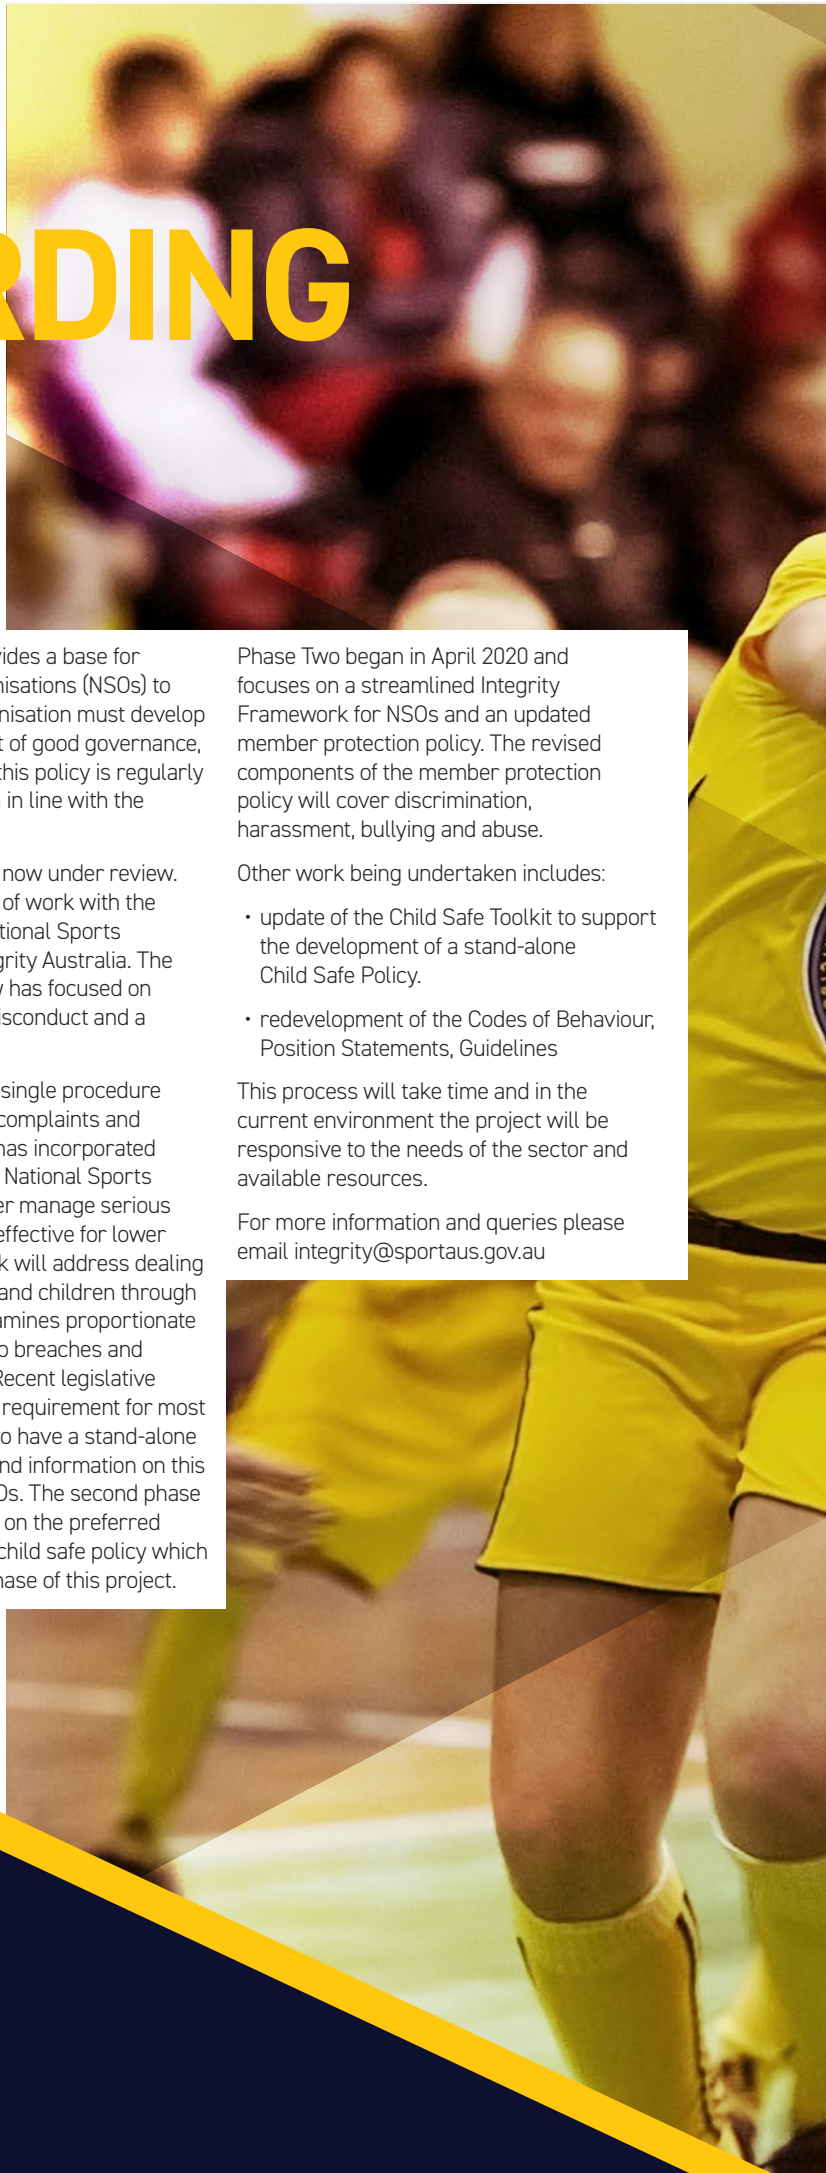 RDING
ides a base for
nisations (NSOs) to
nisation must develop
t of good governance,
this policy is regularly
in line with the
now under review.
of work with the
tional Sports
grity Australia. The
has focused on
isconduct and a
single procedure
complaints and
has incorporated
National Sports
er manage serious
effective for lower
k will address dealing
and children through
amines proportionate
o breaches and
Recent legislative
requirement for most
o have a stand-alone
nd information on this
Os. The second phase
on the preferred
child safe policy which
hase of this project.
Phase Two began in April 2020 and
focuses on a streamlined Integrity
Framework for NSOs and an updated
member protection policy. The revised
components of the member protection
policy will cover discrimination,
harassment, bullying and abuse.
Other work being undertaken includes:
• update of the Child Safe Toolkit to support
the development of a stand-alone
Child Safe Policy.
• redevelopment of the Codes of Behaviour,
Position Statements, Guidelines
This process will take time and in the
current environment the project will be
responsive to the needs of the sector and
available resources.
For more information and queries please
email integrity@sportaus.gov.au